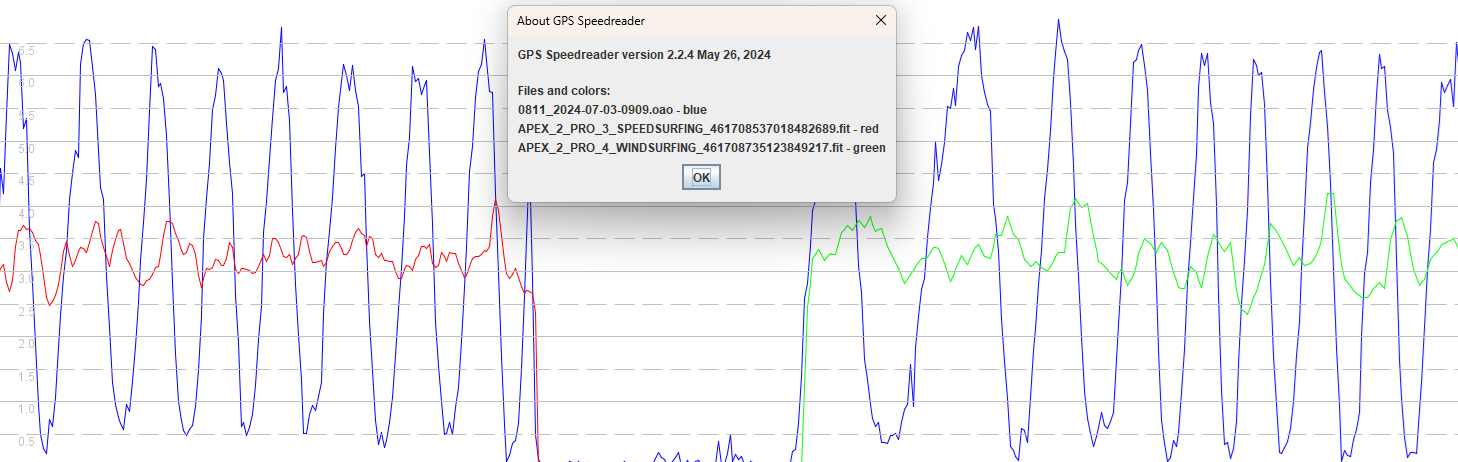 About GPS Speedreader
GPS Speedreader version 2.2.4 May 26, 2024
Files and colors:
0811_2024-07-03-0909.oao - blue
APEX_2_PRO_3_SPEEDSURFING_461708537018482689.fit - red
APEX_2_PRO_4_WINDSURFING_461708735123849217.fit - green
OK
6.5
6.0
5.5
5.0
4.5
4.0
3.5
3.0
2.5
2.0
1.5
1.0
0.5